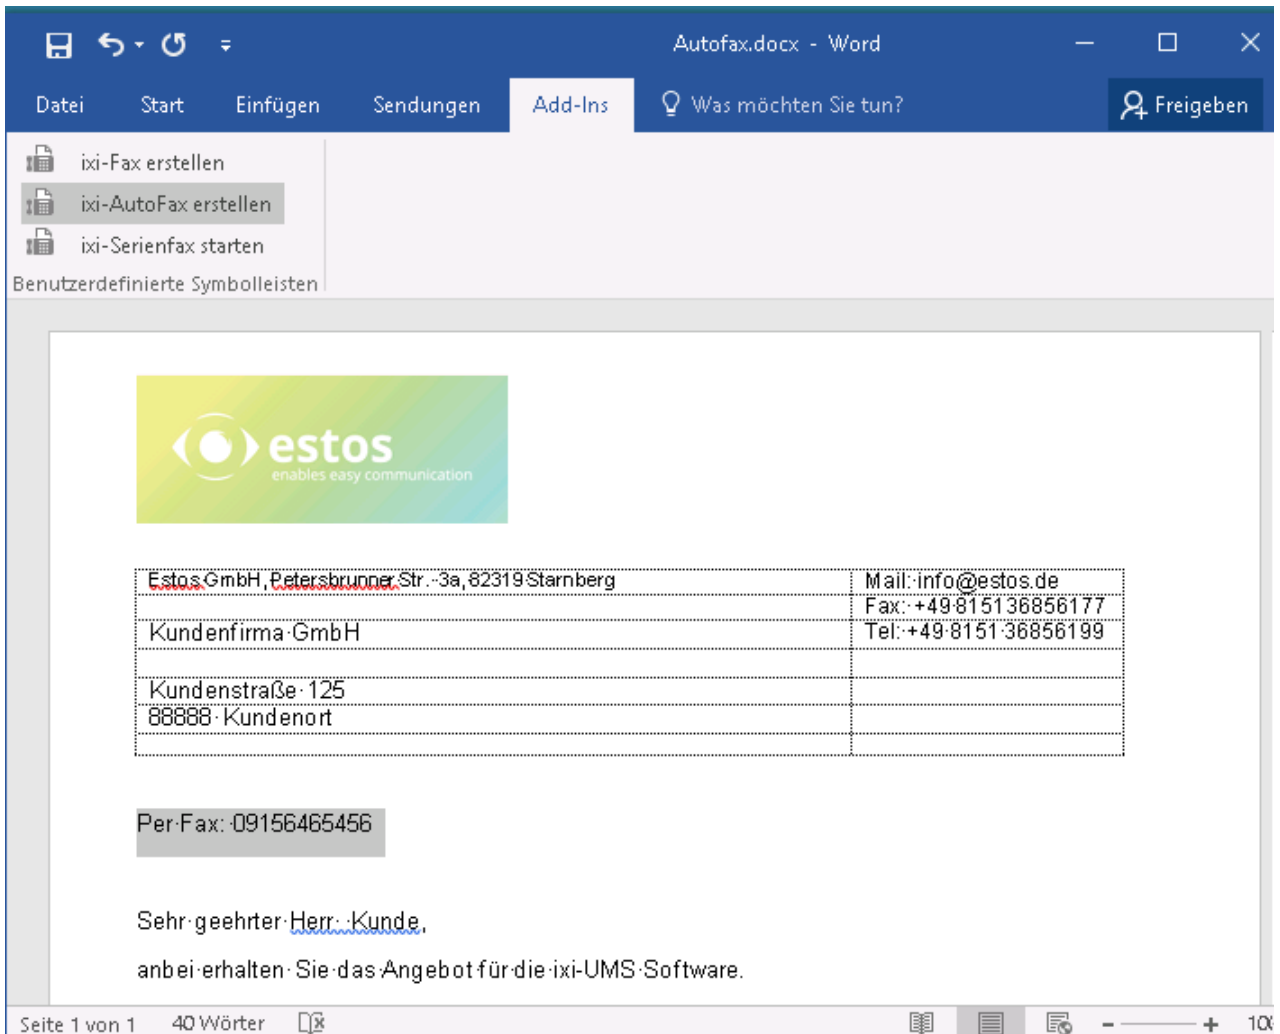 Autofax.docx - Word
Datei Start Einfügen Sendungen Add-Ins Was möchten Sie tun? Freigeben
ixi-Fax erstellen
ixi-AutoFax erstellen
ixi-Serienfax starten
Benutzerdefinierte Symbolleisten
estos
enables easy communication
Estos GmbH, Petersbrunner Str. 3a, 82319 Starnberg Mail: info@estos.de
Fax: +49 815136856177
Kundenfirma GmbH Tel: +49 8151 36856199
Kundenstraße 125
88888 Kundenort
Per Fax: 09156465456
Sehr geehrter Herr Kunde,
anbei erhalten Sie das Angebot für die ixi-UMS Software.
Seite 1 von 1 40 Wörter